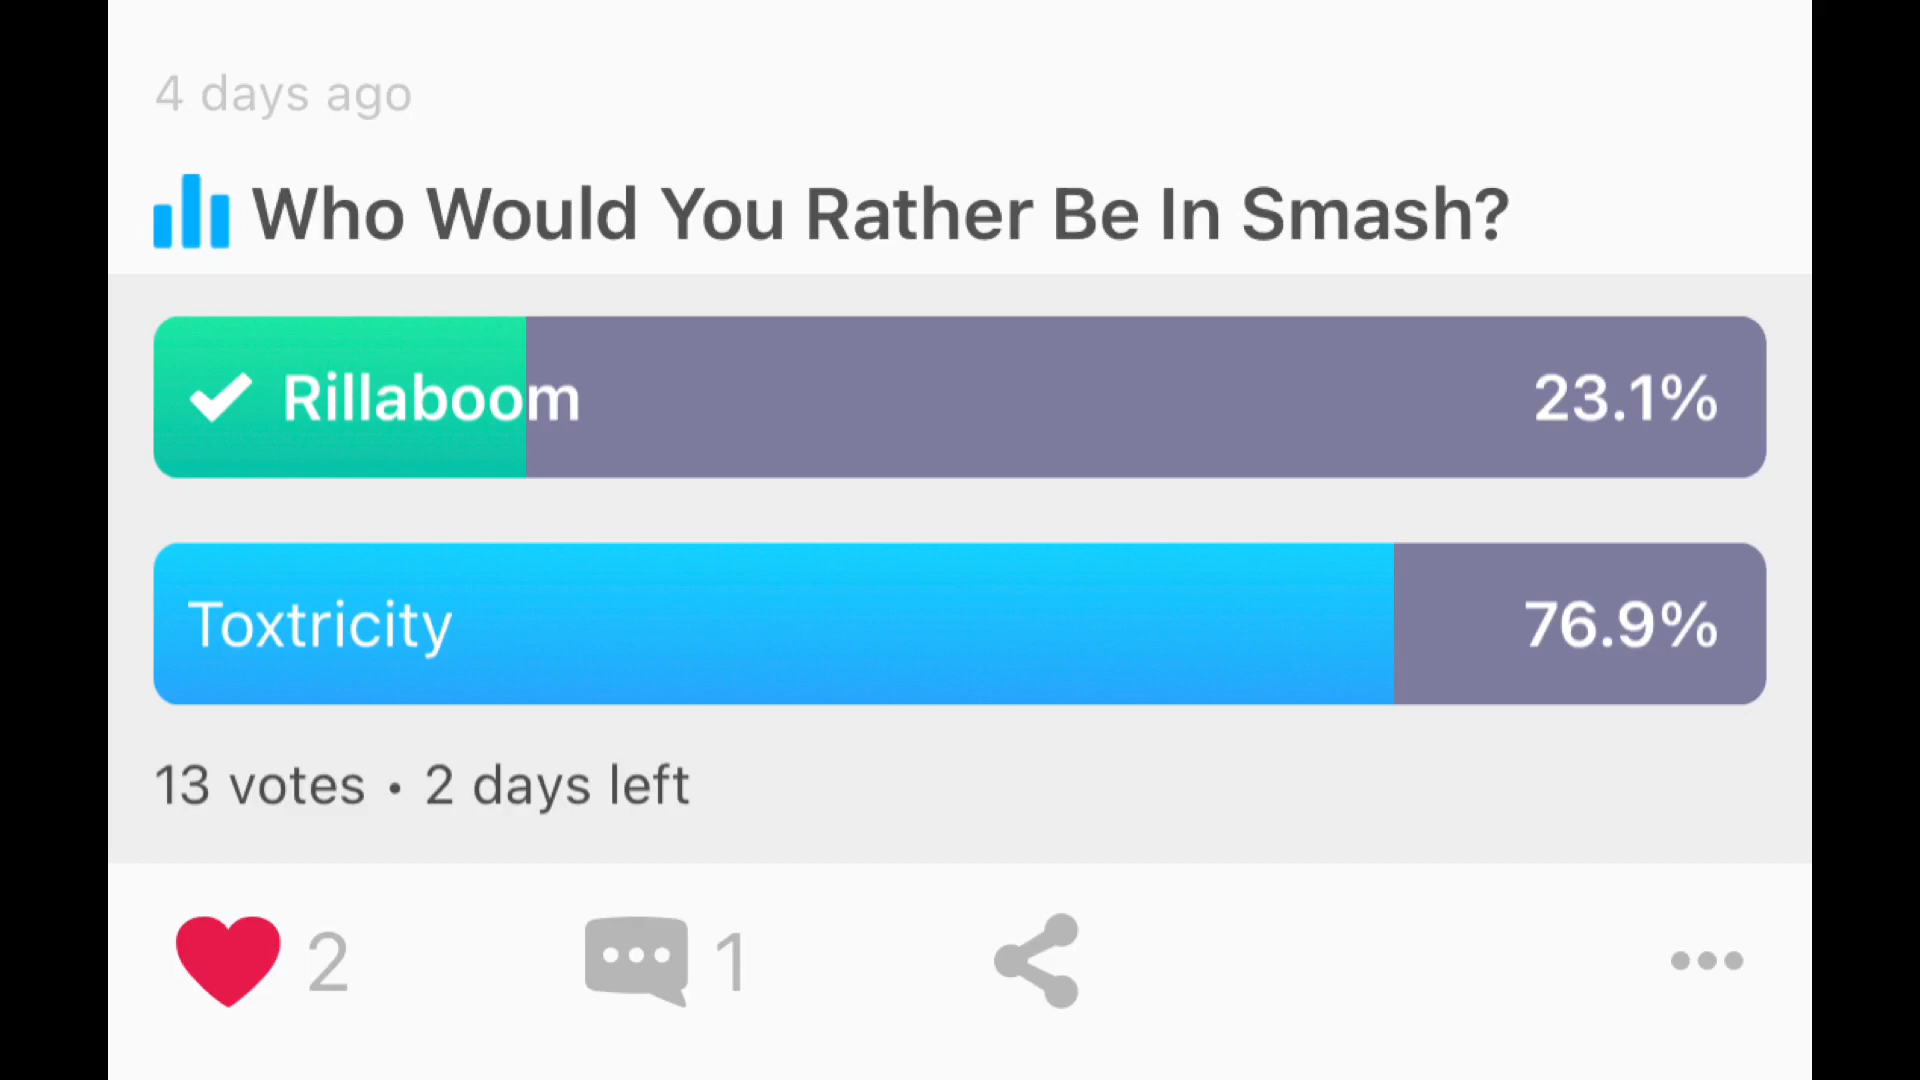 4 days ago
Who Would You Rather Be In Smash?
Rillaboom 23.1%
Toxtricity 76.9%
13 votes • 2 days left
2 1